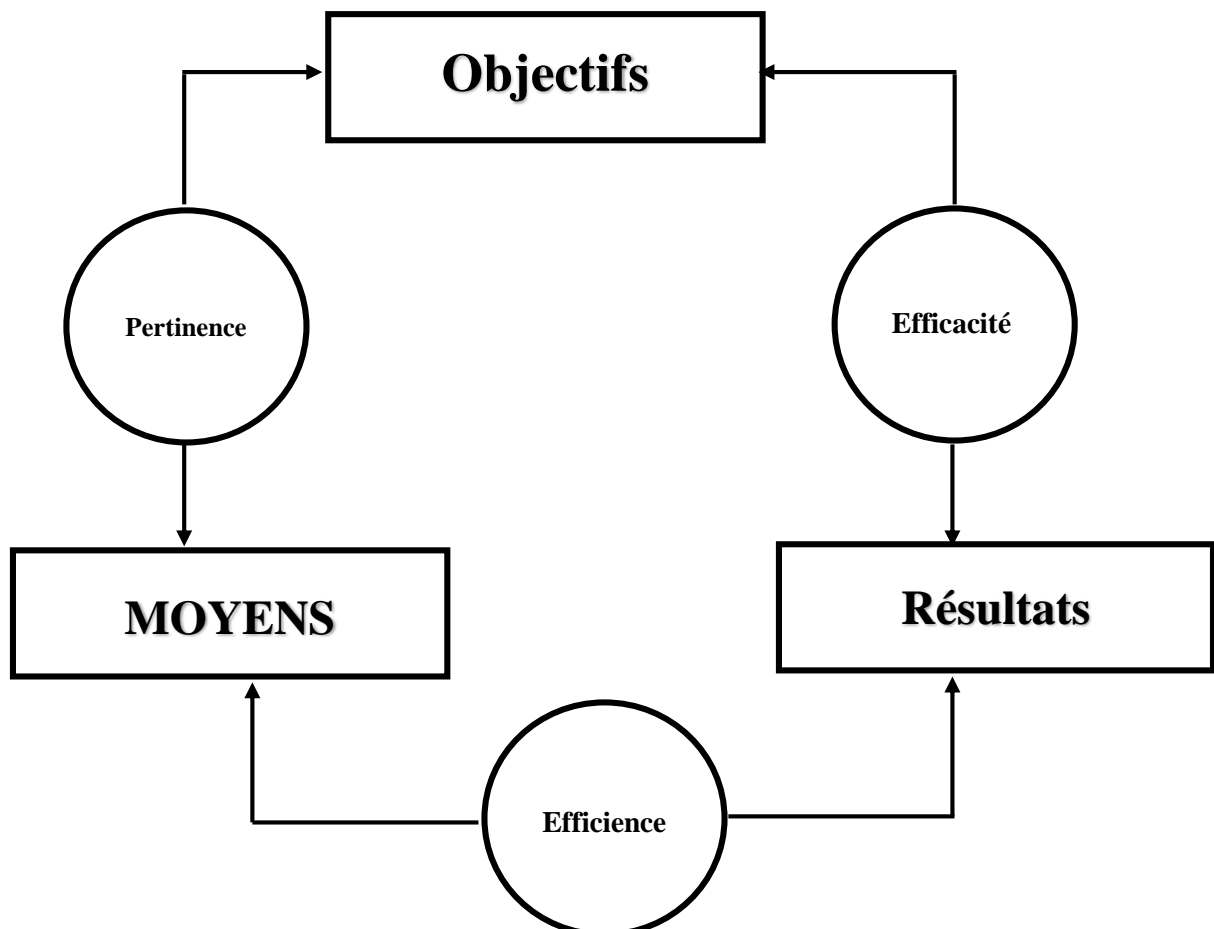 Objectifs
Pertinence
Efficacité
MOYENS
Résultats
Efficience